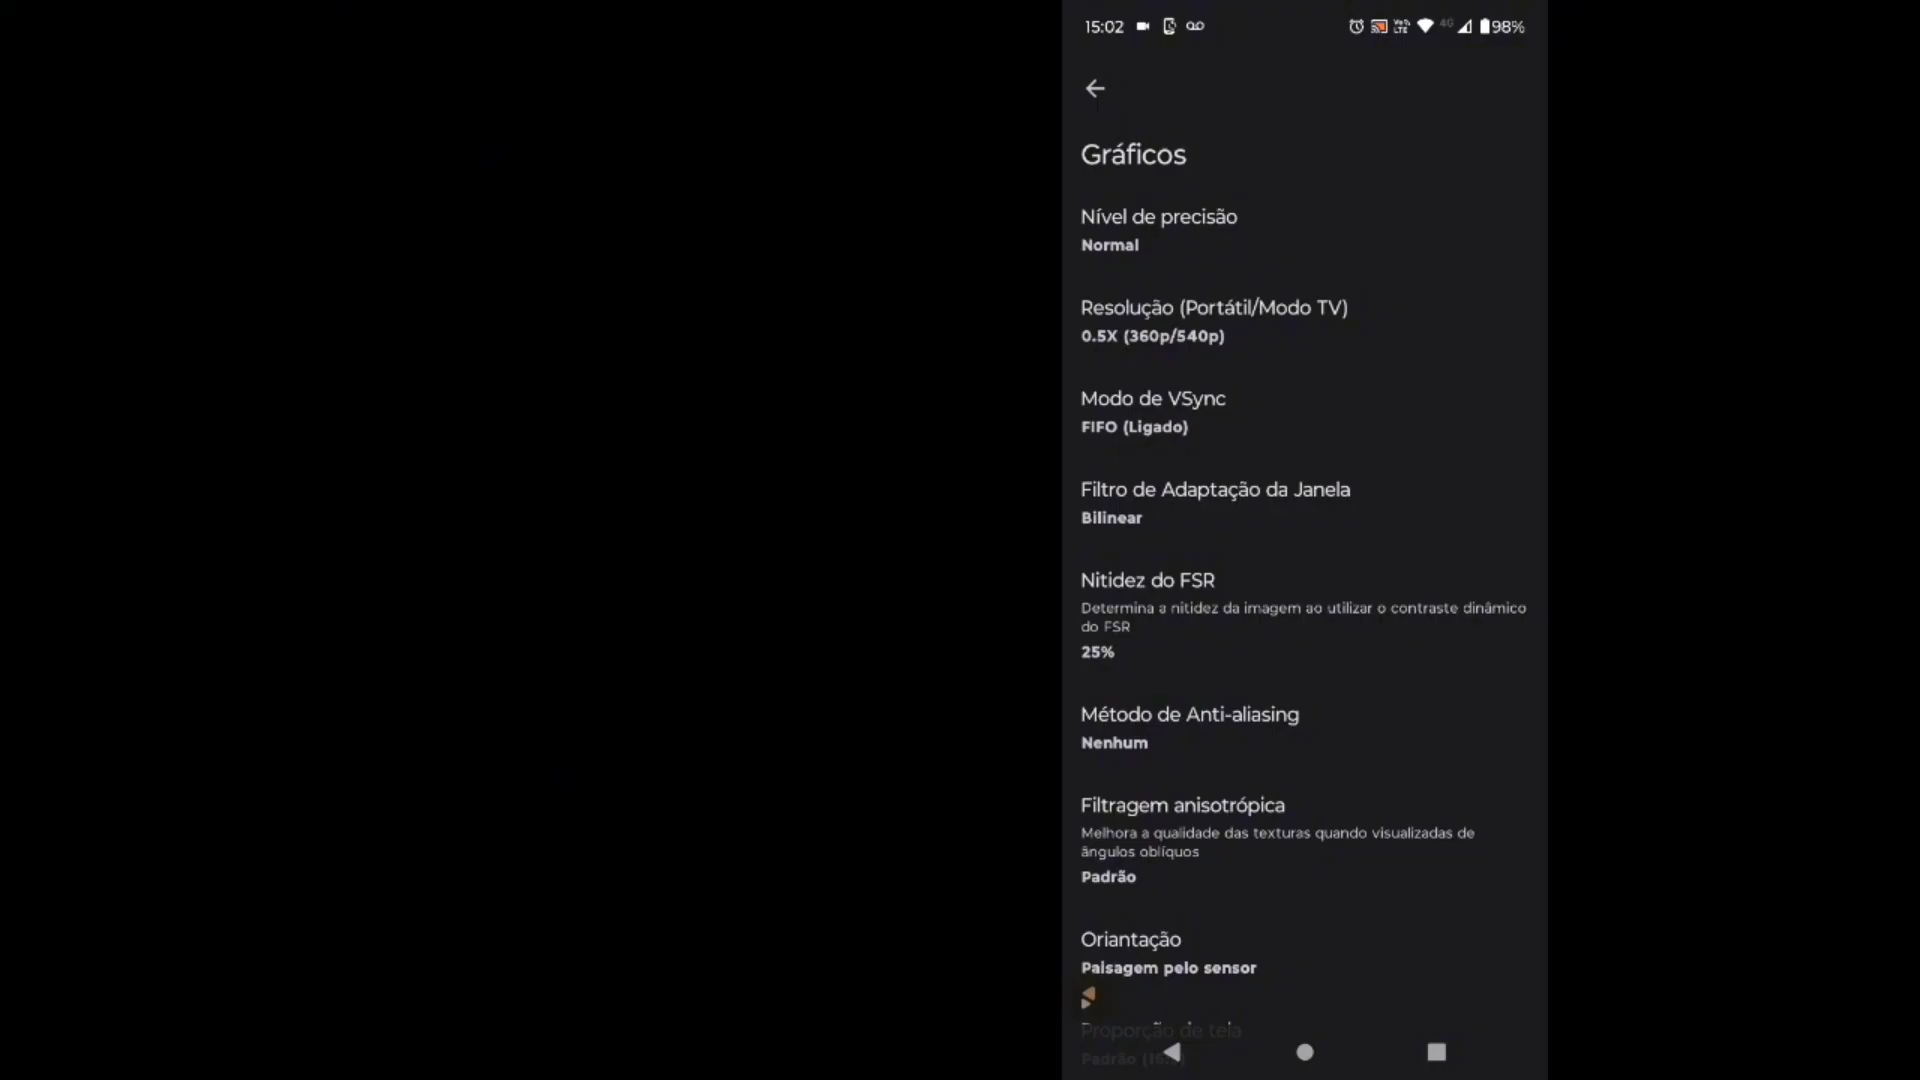 15:02 4G 98%
Gráficos
Nível de precisão
Normal
Resolução (Portátil/Modo TV)
0.5X (360p/540p)
Modo de VSync
FIFO (Ligado)
Filtro de Adaptação da Janela
Bilinear
Nitidez do FSR
Determina a nitidez da imagem ao utilizar o contraste dinâmico
do FSR
25%
Método de Anti-aliasing
Nenhum
Filtragem anisotrópica
Melhora a qualidade das texturas quando visualizadas de
ângulos oblíquos
Padrão
Oriantação
Paisagem pelo sensor
Proporção de tela
Padrão